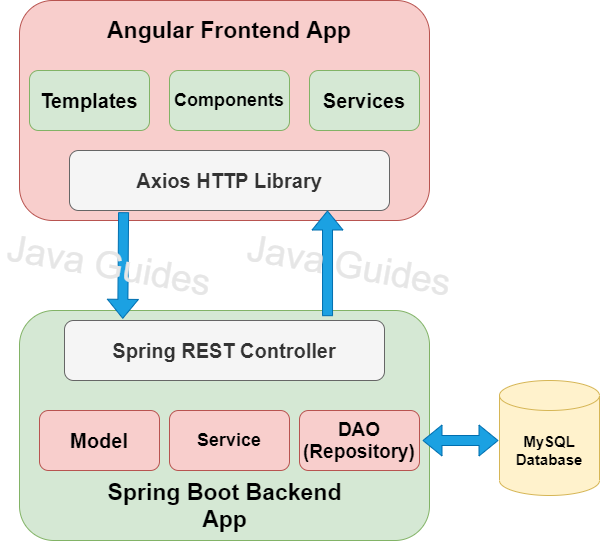 Angular Frontend App
Templates
Components
Services
Axios HTTP Library
Java Guides
Java Guides
Spring REST Controller
Model
Service
DAO
(Repository)
MySQL
Database
Spring Boot Backend
App